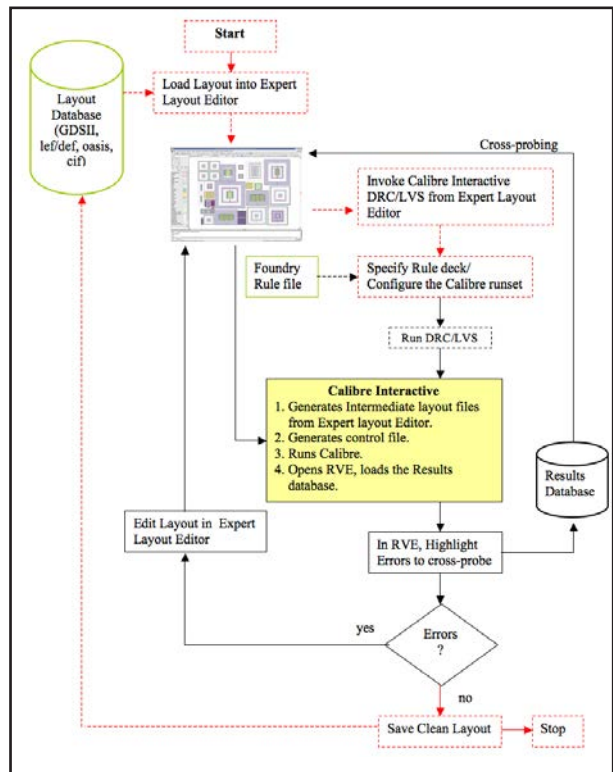 Start
Load Layout into Expert
Layout Editor
Layout
Database
(GDSII,
lef/def, oasis,
cif)
Cross-probing
Invoke Calibre Interactive
DRC/LVS from Expert Layout
Editor
Foundry
Rule file
Specify Rule deck/
Configure the Calibre runset
Run DRC/LVS
Calibre Interactive
1. Generates Intermediate layout files
from Expert layout Editor.
2. Generates control file.
3. Runs Calibre.
4. Opens RVE, loads the Results
database.
Results
Database
Edit Layout in Expert
Layout Editor
In RVE, Highlight
Errors to cross-probe
yes
Errors
?
no
Save Clean Layout
Stop